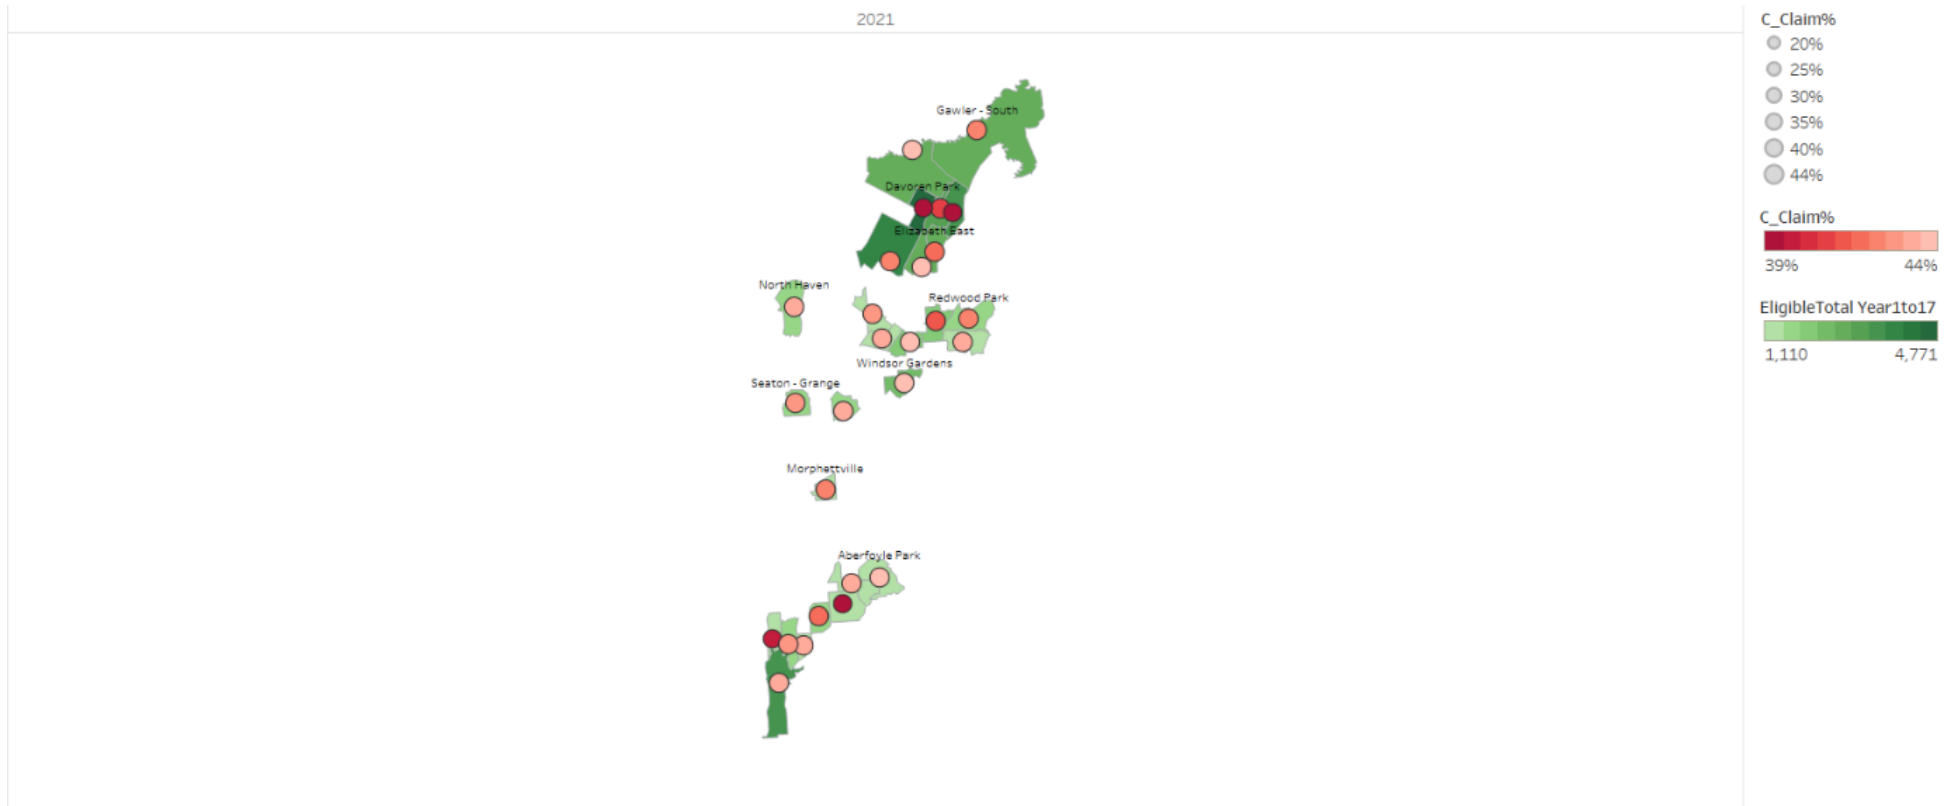 2021
Gawler - South
Davoren Park
Elizabeth East
North Haven
Redwood Park
Windsor Gardens
Seaton - Grange
Morphettville
Aberfoyle Park
C_Claim%
20%
25%
30%
35%
40%
44%
C_Claim%
39% 44%
EligibleTotal Year1to17
1,110 4,771